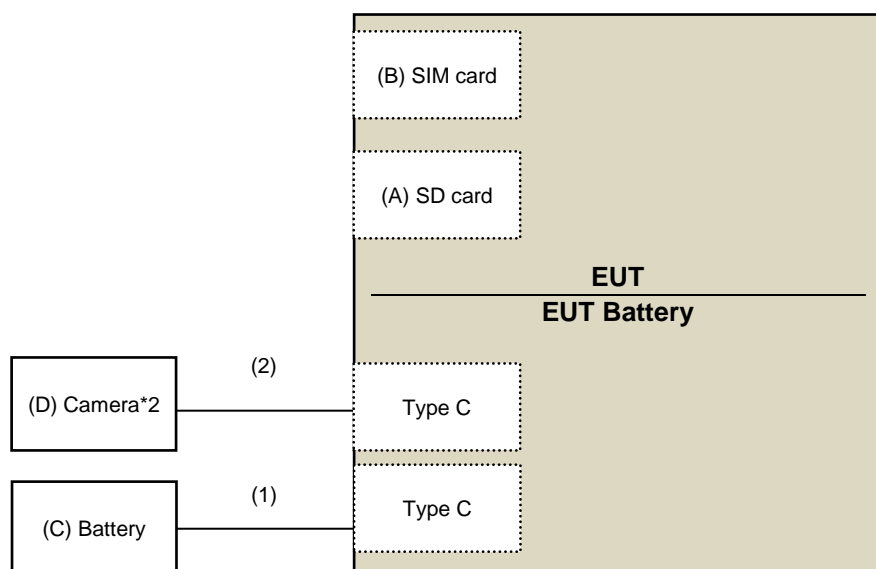 (B) SIM card
(A) SD card
EUT
EUT Battery
(2)
(D) Camera*2
Type C
(1)
Type C
(C) Battery